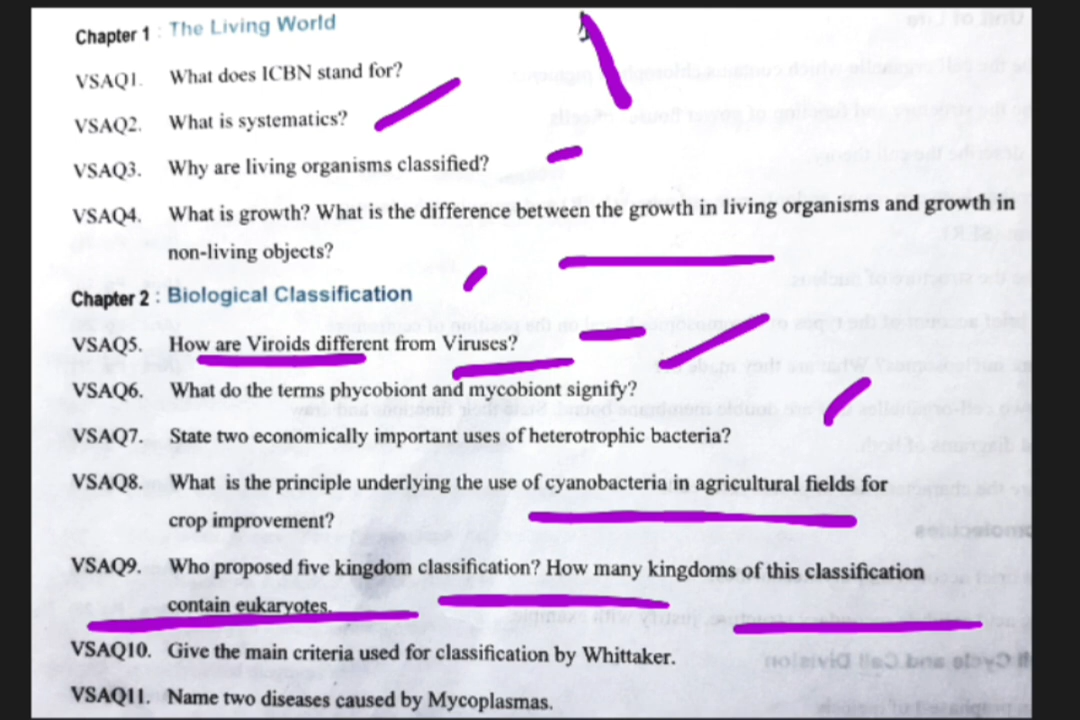 Chapter 1 : The Living World
VSAQ1. What does ICBN stand for?
VSAQ2. What is systematics?
VSAQ3. Why are living organisms classified?
VSAQ4. What is growth? What is the difference between the growth in living organisms and growth in
non-living objects?
Chapter 2 : Biological Classification
VSAQ5. How are Viroids different from Viruses?
VSAQ6. What do the terms phycobiont and mycobiont signify?
VSAQ7. State two economically important uses of heterotrophic bacteria?
VSAQ8. What is the principle underlying the use of cyanobacteria in agricultural fields for
crop improvement?
VSAQ9. Who proposed five kingdom classification? How many kingdoms of this classification
contain eukaryotes.
VSAQ10. Give the main criteria used for classification by Whittaker.
VSAQ11. Name two diseases caused by Mycoplasmas.